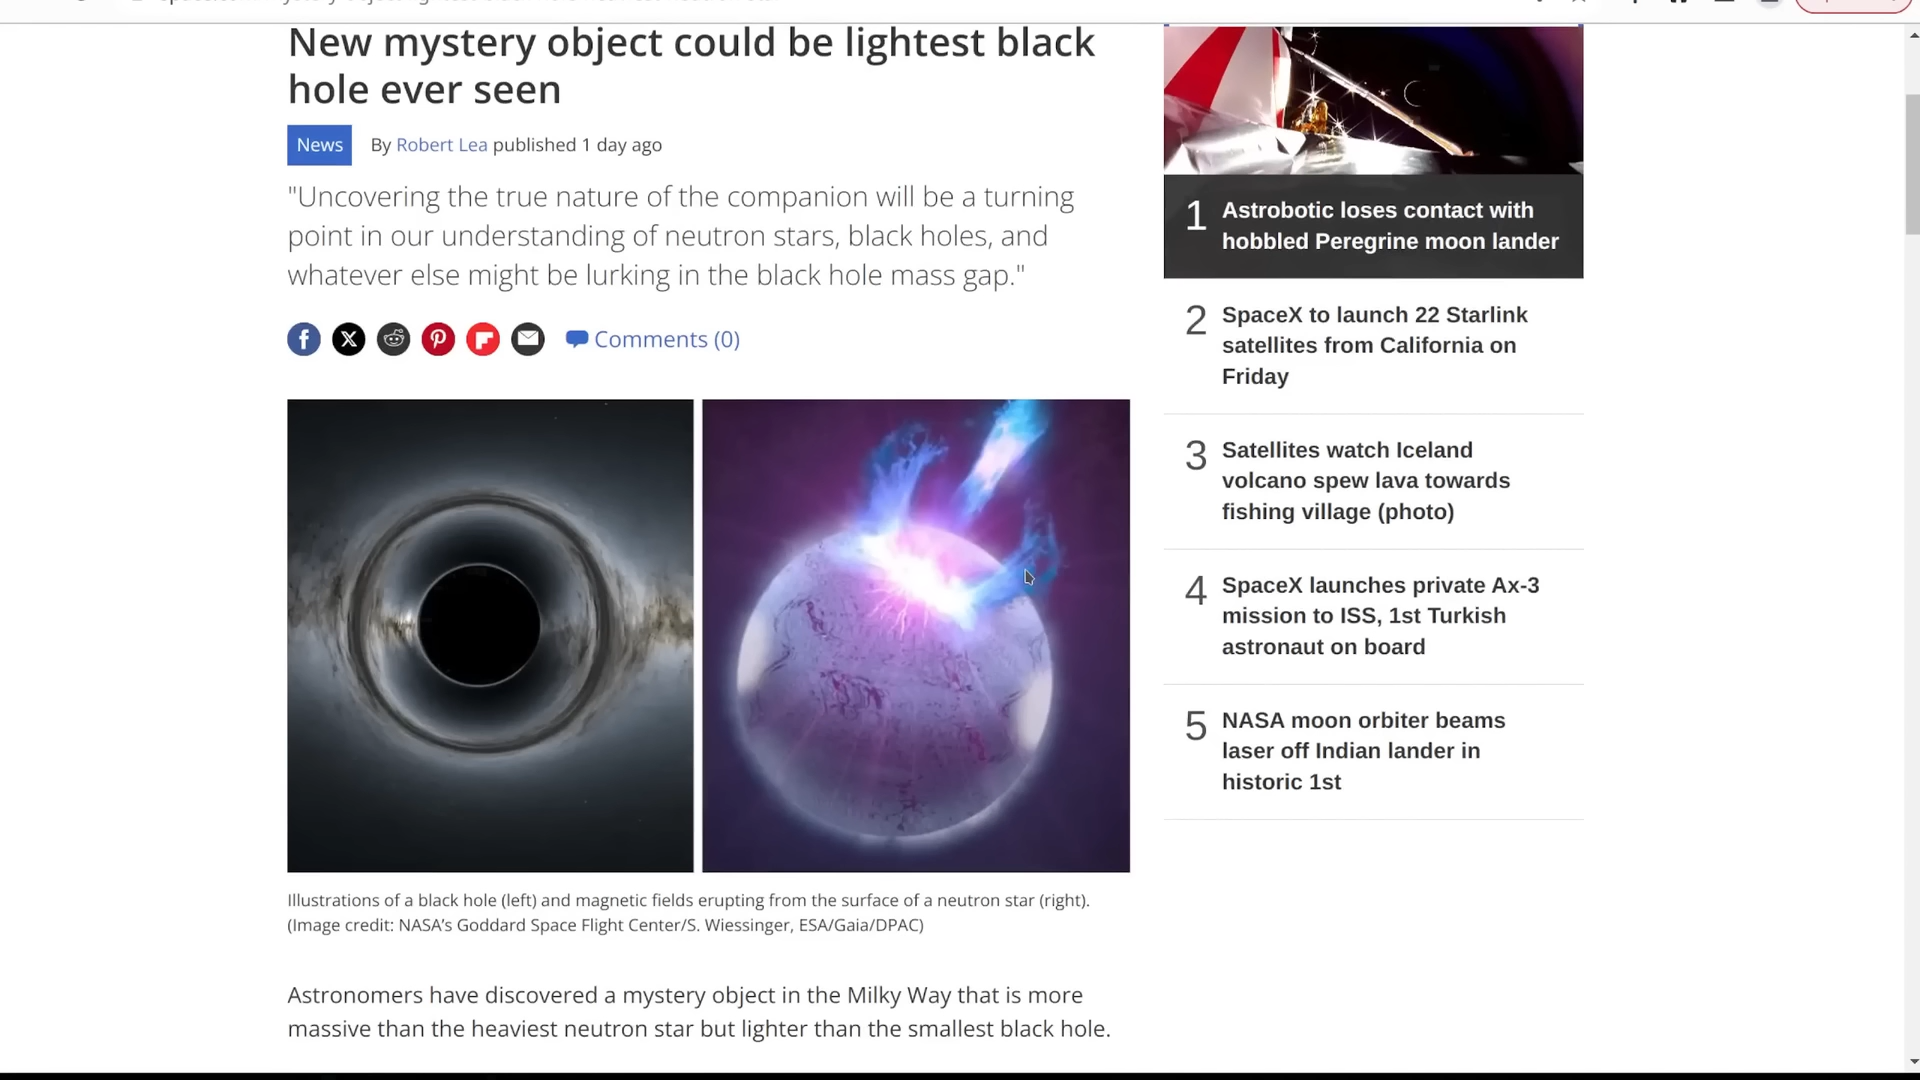 New mystery object could be lightest black
hole ever seen
News
By Robert Lea published 1 day ago
"Uncovering the true nature of the companion will be a turning
point in our understanding of neutron stars, black holes, and
whatever else might be lurking in the black hole mass gap."
Comments (0)
Illustrations of a black hole (left) and magnetic fields erupting from the surface of a neutron star (right).
(Image credit: NASA's Goddard Space Flight Center/S. Wiessinger, ESA/Gaia/DPAC)
Astronomers have discovered a mystery object in the Milky Way that is more
massive than the heaviest neutron star but lighter than the smallest black hole.
1 Astrobotic loses contact with
hobbled Peregrine moon lander
2 SpaceX to launch 22 Starlink
satellites from California on
Friday
3 Satellites watch Iceland
volcano spew lava towards
fishing village (photo)
4 SpaceX launches private Ax-3
mission to ISS, 1st Turkish
astronaut on board
5 NASA moon orbiter beams
laser off Indian lander in
historic 1st